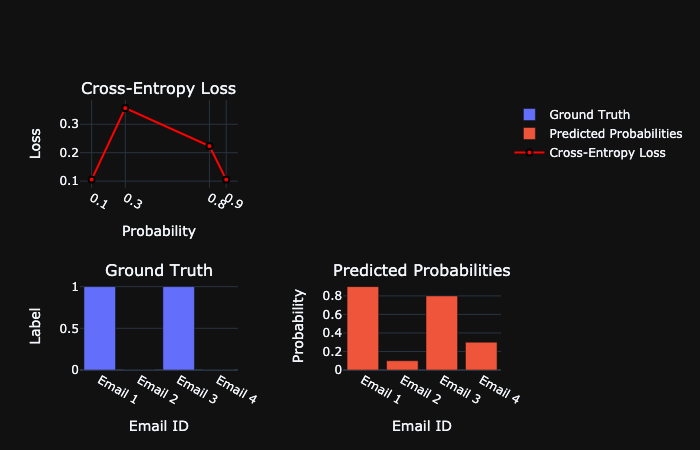 Cross-Entropy Loss
Loss
0.3
0.2
0.1
0.1
0.3
0.8
0.9
Probability
Ground Truth
Predicted Probabilities
Cross-Entropy Loss
Ground Truth
Label
1
0.5
0
Email 1
Email 2
Email 3
Email 4
Email ID
Predicted Probabilities
Probability
0.8
0.6
0.4
0.2
0
Email 1
Email 2
Email 3
Email 4
Email ID